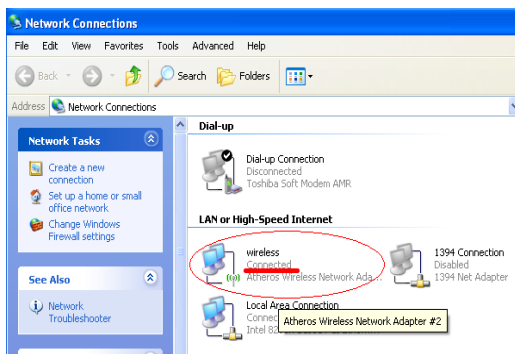 Network Connections
File Edit View Favorites Tools Advanced Help
Back Search Folders
Address Network Connections
Network Tasks
Create a new
connection
Set up a home or small
office network
Change Windows
Firewall settings
See Also
Network
Troubleshooter
Dial-up
Dial-up Connection
Disconnected
Toshiba Soft Modem AMR
LAN or High-Speed Internet
wireless
Connected
Atheros Wireless Network Ada...
1394 Connection
Disabled
1394 Net Adapter
Local Area Connection
Intel
Atheros Wireless Network Adapter #2